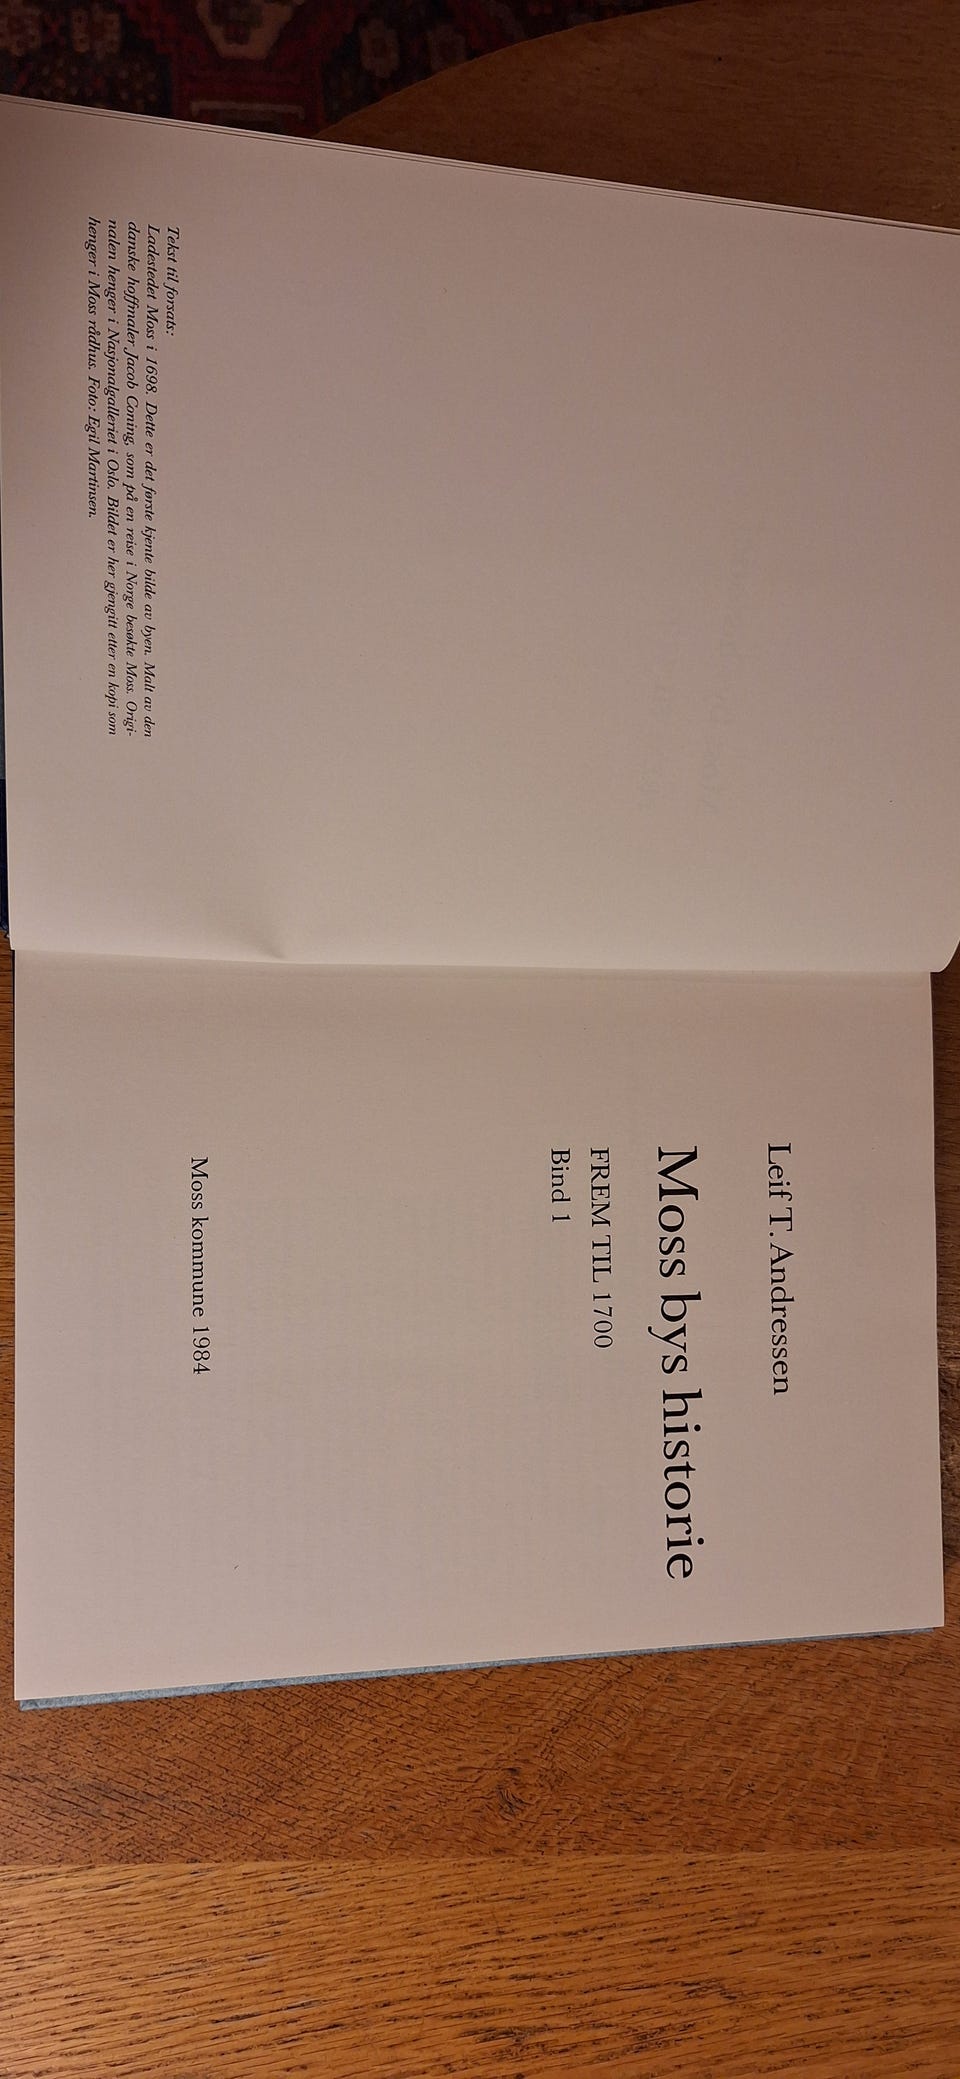 Tekst til forsats:
Ladestedet Moss i 1698. Dette er det første kjente bilde av byen. Malt av den
danske hoffmaler Jacob Coning, som på en reise i Norge besøkte Moss. Origi-
nalen henger i Nasjonalgalleriet i Oslo. Bildet er her gjengitt etter en kopi som
henger i Moss rådhus. Foto: Egil Martinsen.
Leif T. Andressen
Moss bys historie
FREM TIL 1700
Bind 1
Moss kommune 1984